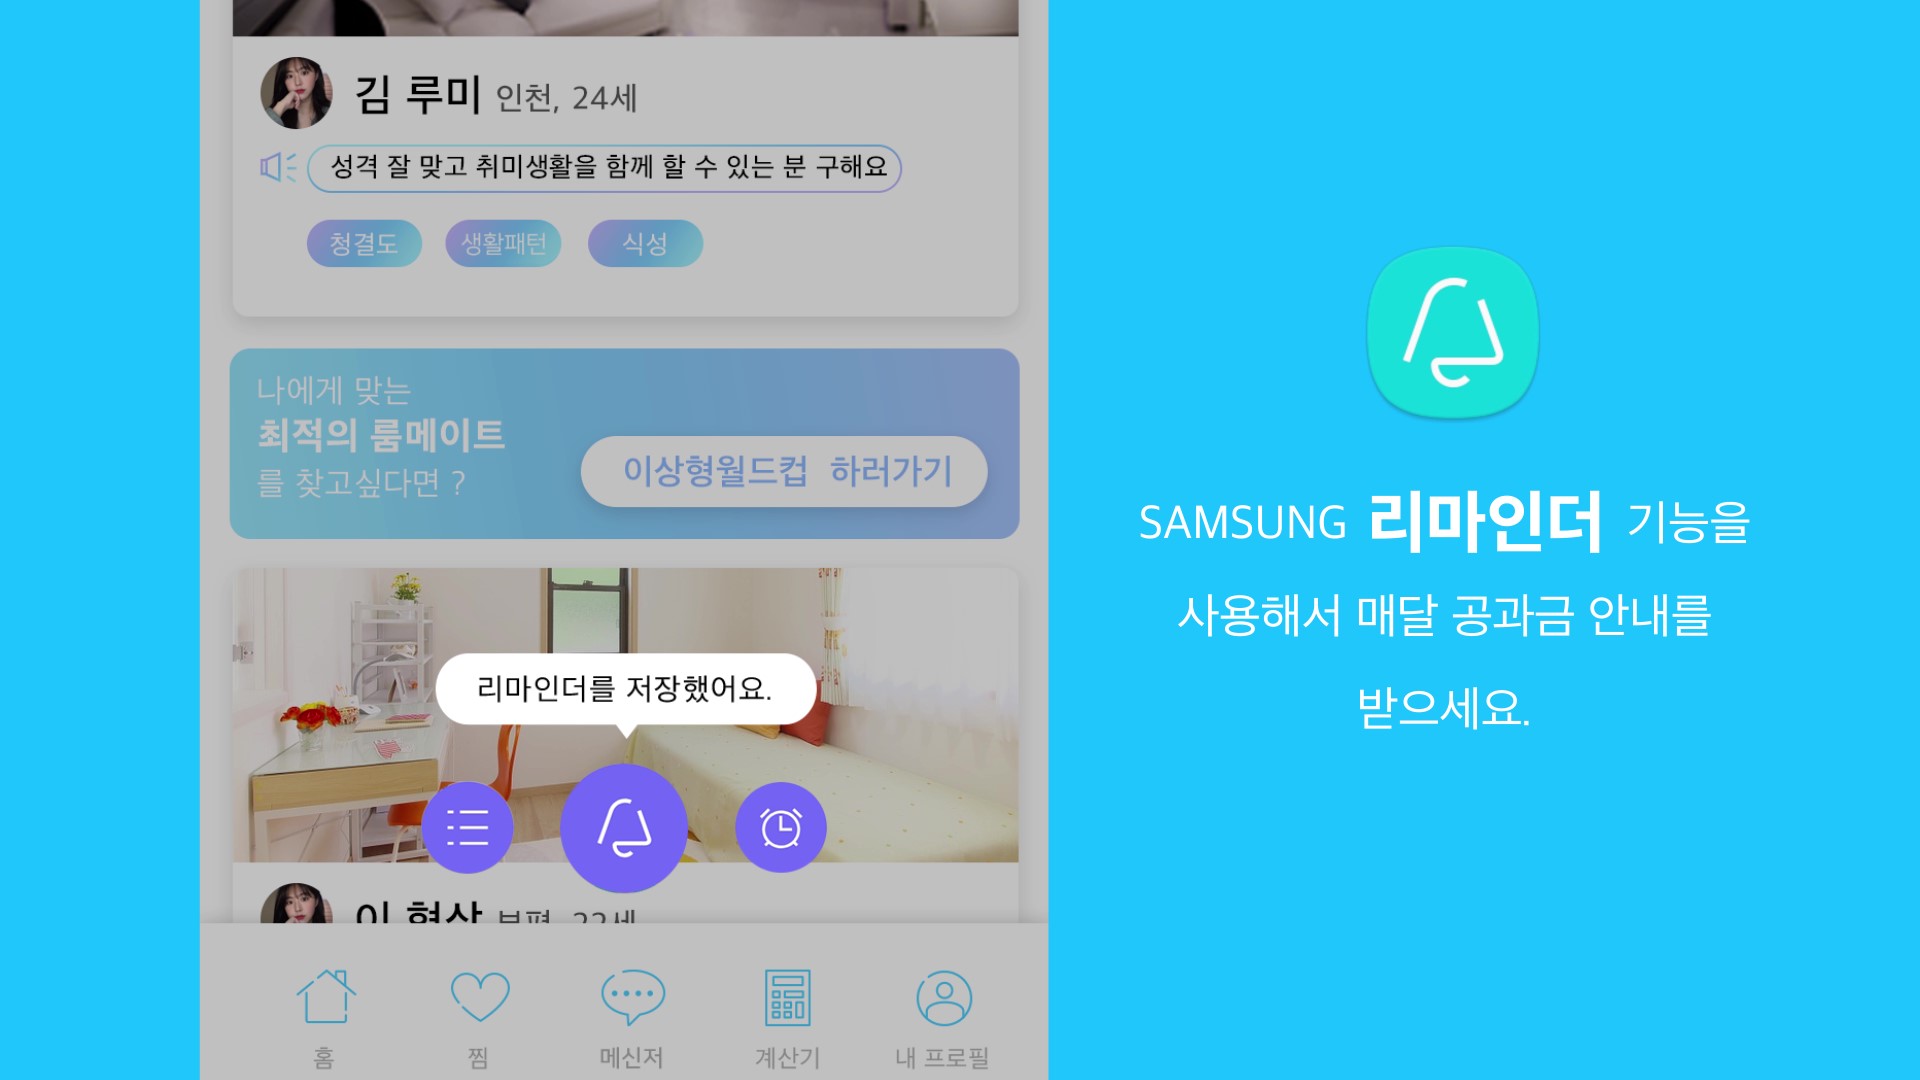 김 루미 인천, 24세
성격 잘 맞고 취미생활을 함께 할 수 있는 분 구해요
청결도 생활패턴 식성
나에게 맞는
최적의 룸메이트
를 찾고싶다면 ?
이상형월드컵 하러가기
리마인더를 저장했어요.
22세
홈 찜 메신저 계산기 내 프로필
SAMSUNG 리마인더 기능을
사용해서 매달 공과금 안내를
받으세요.